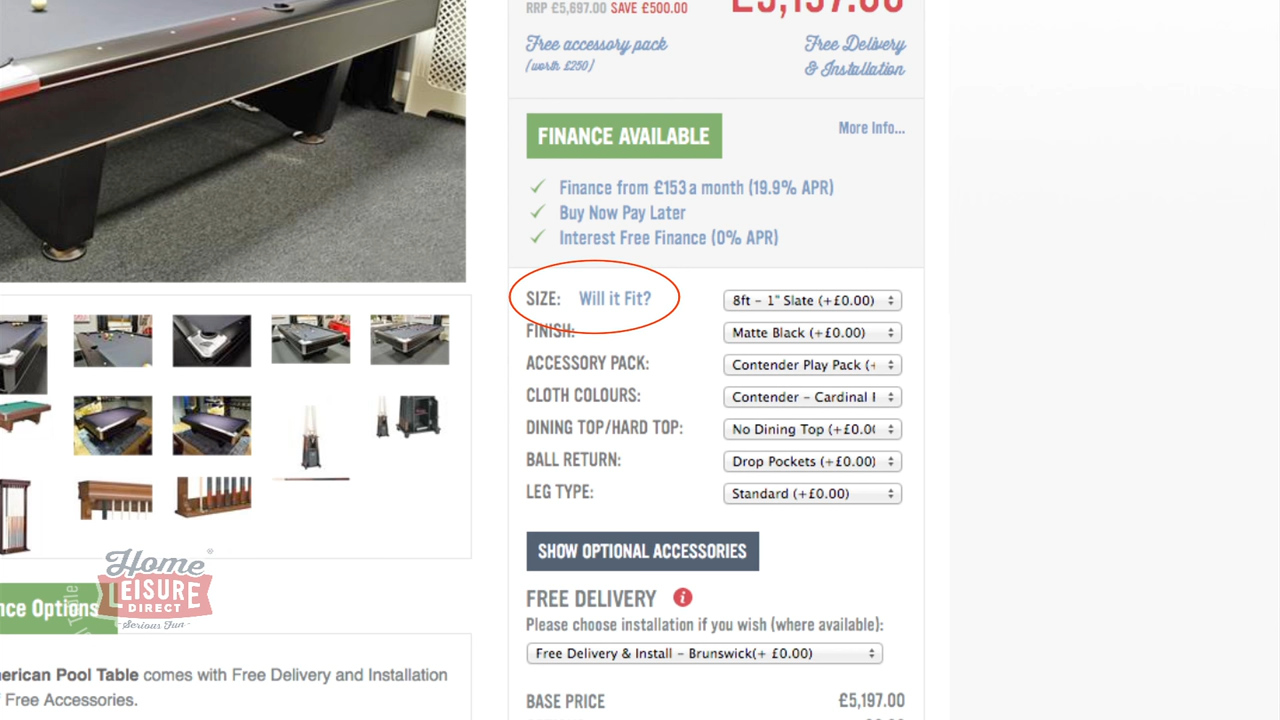 RRP £5,697.00 SAVE £500.00
£5,197.00
Free accessory pack
(worth £250)
Free Delivery
& Installation
FINANCE AVAILABLE
More Info...
Finance from £153 a month (19.9% APR)
Buy Now Pay Later
Interest Free Finance (0% APR)
SIZE: Will it Fit? 8ft - 1" Slate (+£0.00)
FINISH: Matte Black (+£0.00)
ACCESSORY PACK: Contender Play Pack (+
CLOTH COLOURS: Contender - Cardinal
DINING TOP/HARD TOP: No Dining Top (+£0.0
BALL RETURN: Drop Pockets (+£0.00)
LEG TYPE: Standard (+£0.00)
SHOW OPTIONAL ACCESSORIES
FREE DELIVERY i
Please choose installation if you wish (where available):
Free Delivery & Install - Brunswick(+ £0.00)
BASE PRICE £5,197.00
Home
LEISURE
DIRECT
Serious Fun
nce Options
erican Pool Table comes with Free Delivery and Installation
Free Accessories.